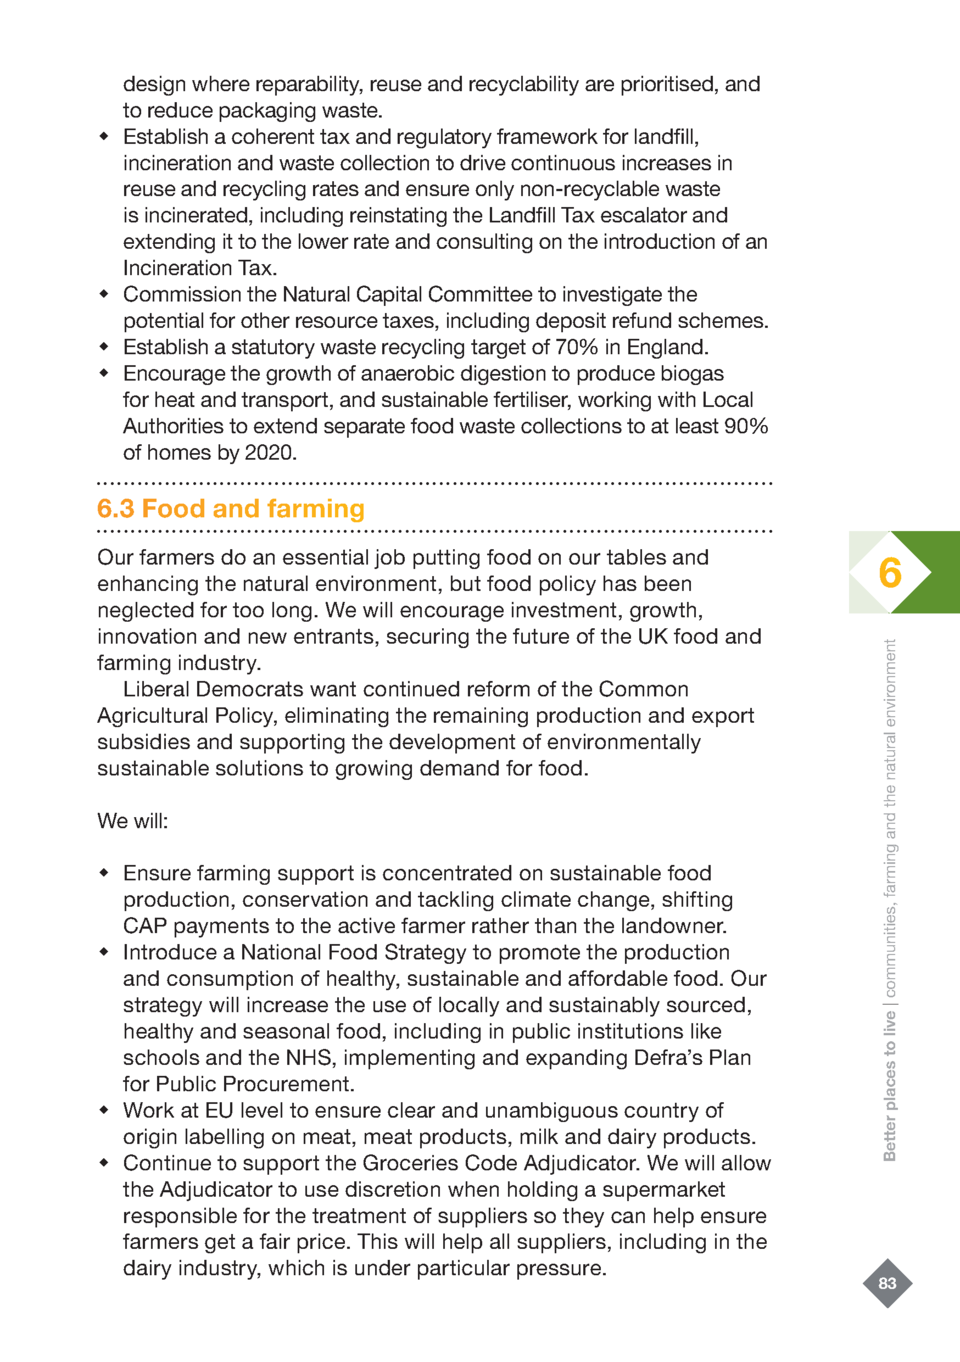 design where reparability, reuse and recyclability are prioritised, and
to reduce packaging waste.
◆ Establish a coherent tax and regulatory framework for landfill,
incineration and waste collection to drive continuous increases in
reuse and recycling rates and ensure only non-recyclable waste
is incinerated, including reinstating the Landfill Tax escalator and
extending it to the lower rate and consulting on the introduction of an
Incineration Tax.
◆ Commission the Natural Capital Committee to investigate the
potential for other resource taxes, including deposit refund schemes.
◆ Establish a statutory waste recycling target of 70% in England.
◆ Encourage the growth of anaerobic digestion to produce biogas
for heat and transport, and sustainable fertiliser, working with Local
Authorities to extend separate food waste collections to at least 90%
of homes by 2020.
6.3 Food and farming
Our farmers do an essential job putting food on our tables and
enhancing the natural environment, but food policy has been
neglected for too long. We will encourage investment, growth,
innovation and new entrants, securing the future of the UK food and
farming industry.
Liberal Democrats want continued reform of the Common
Agricultural Policy, eliminating the remaining production and export
subsidies and supporting the development of environmentally
sustainable solutions to growing demand for food.
We will:
◆ Ensure farming support is concentrated on sustainable food
production, conservation and tackling climate change, shifting
CAP payments to the active farmer rather than the landowner.
◆ Introduce a National Food Strategy to promote the production
and consumption of healthy, sustainable and affordable food. Our
strategy will increase the use of locally and sustainably sourced,
healthy and seasonal food, including in public institutions like
schools and the NHS, implementing and expanding Defra's Plan
for Public Procurement.
◆ Work at EU level to ensure clear and unambiguous country of
origin labelling on meat, meat products, milk and dairy products.
◆ Continue to support the Groceries Code Adjudicator. We will allow
the Adjudicator to use discretion when holding a supermarket
responsible for the treatment of suppliers so they can help ensure
farmers get a fair price. This will help all suppliers, including in the
dairy industry, which is under particular pressure.
6
Better places to live | communities, farming and the natural environment
83